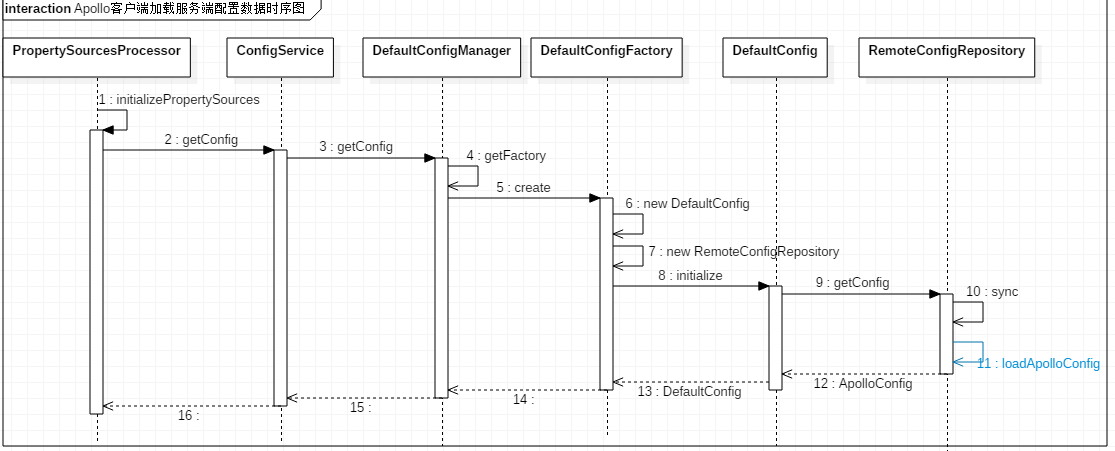 interaction Apollo客户端加载服务端配置数据时序图
PropertySourcesProcessor
ConfigService
DefaultConfigManager
DefaultConfigFactory
DefaultConfig
RemoteConfigRepository
1 : initializePropertySources
2 : getConfig
3 : getConfig
4 : getFactory
5 : create
6 : new DefaultConfig
7 : new RemoteConfigRepository
8 : initialize
9 : getConfig
10 : sync
11 : loadApolloConfig
12 : ApolloConfig
13 : DefaultConfig
14 :
15 :
16 :